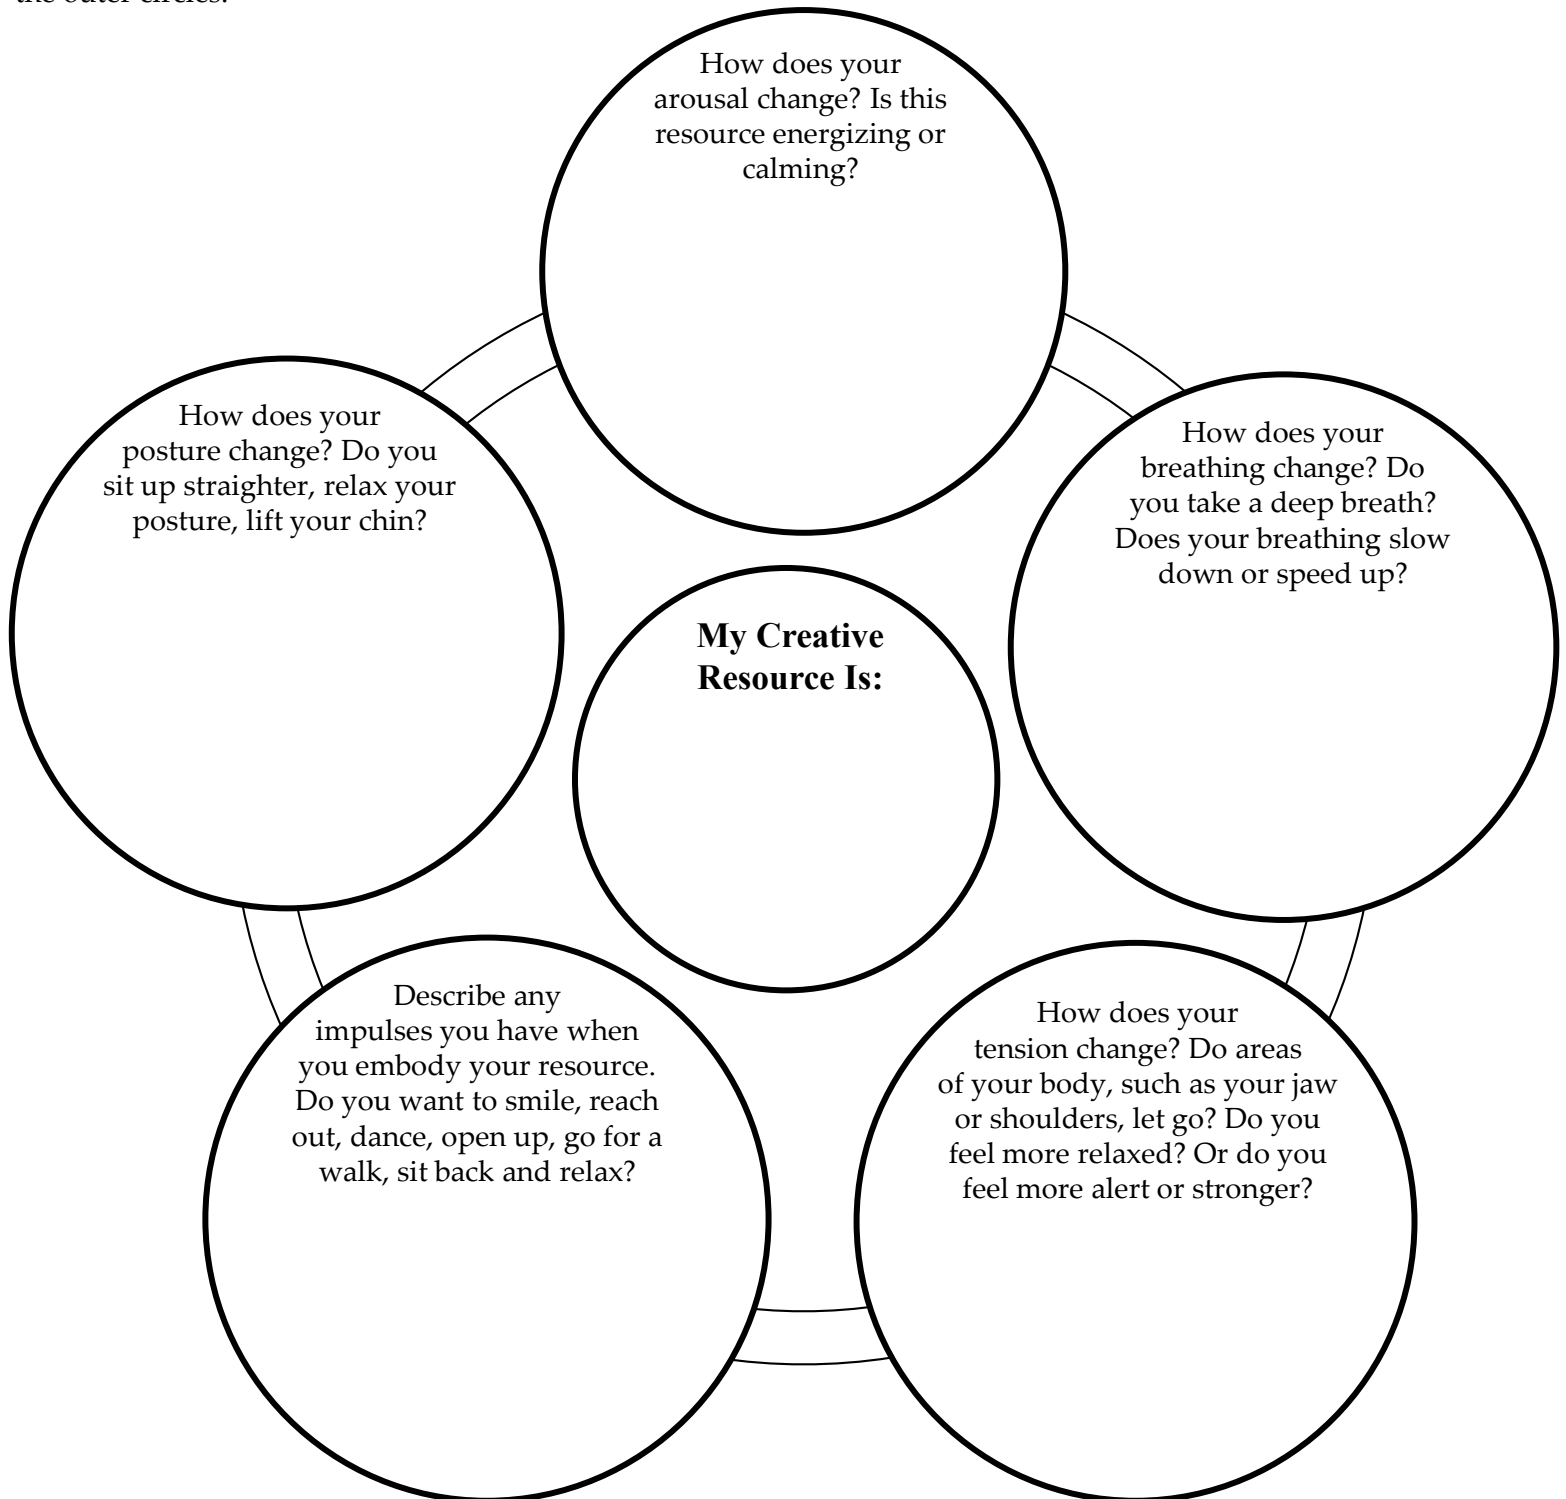 the outer circles.
How does your
arousal change? Is this
resource energizing or
calming?
How does your
posture change? Do you
sit up straighter, relax your
posture, lift your chin?
How does your
breathing change? Do
you take a deep breath?
Does your breathing slow
down or speed up?
My Creative
Resource Is:
Describe any
impulses you have when
you embody your resource.
Do you want to smile, reach
out, dance, open up, go for a
walk, sit back and relax?
How does your
tension change? Do areas
of your body, such as your jaw
or shoulders, let go? Do you
feel more relaxed? Or do you
feel more alert or stronger?